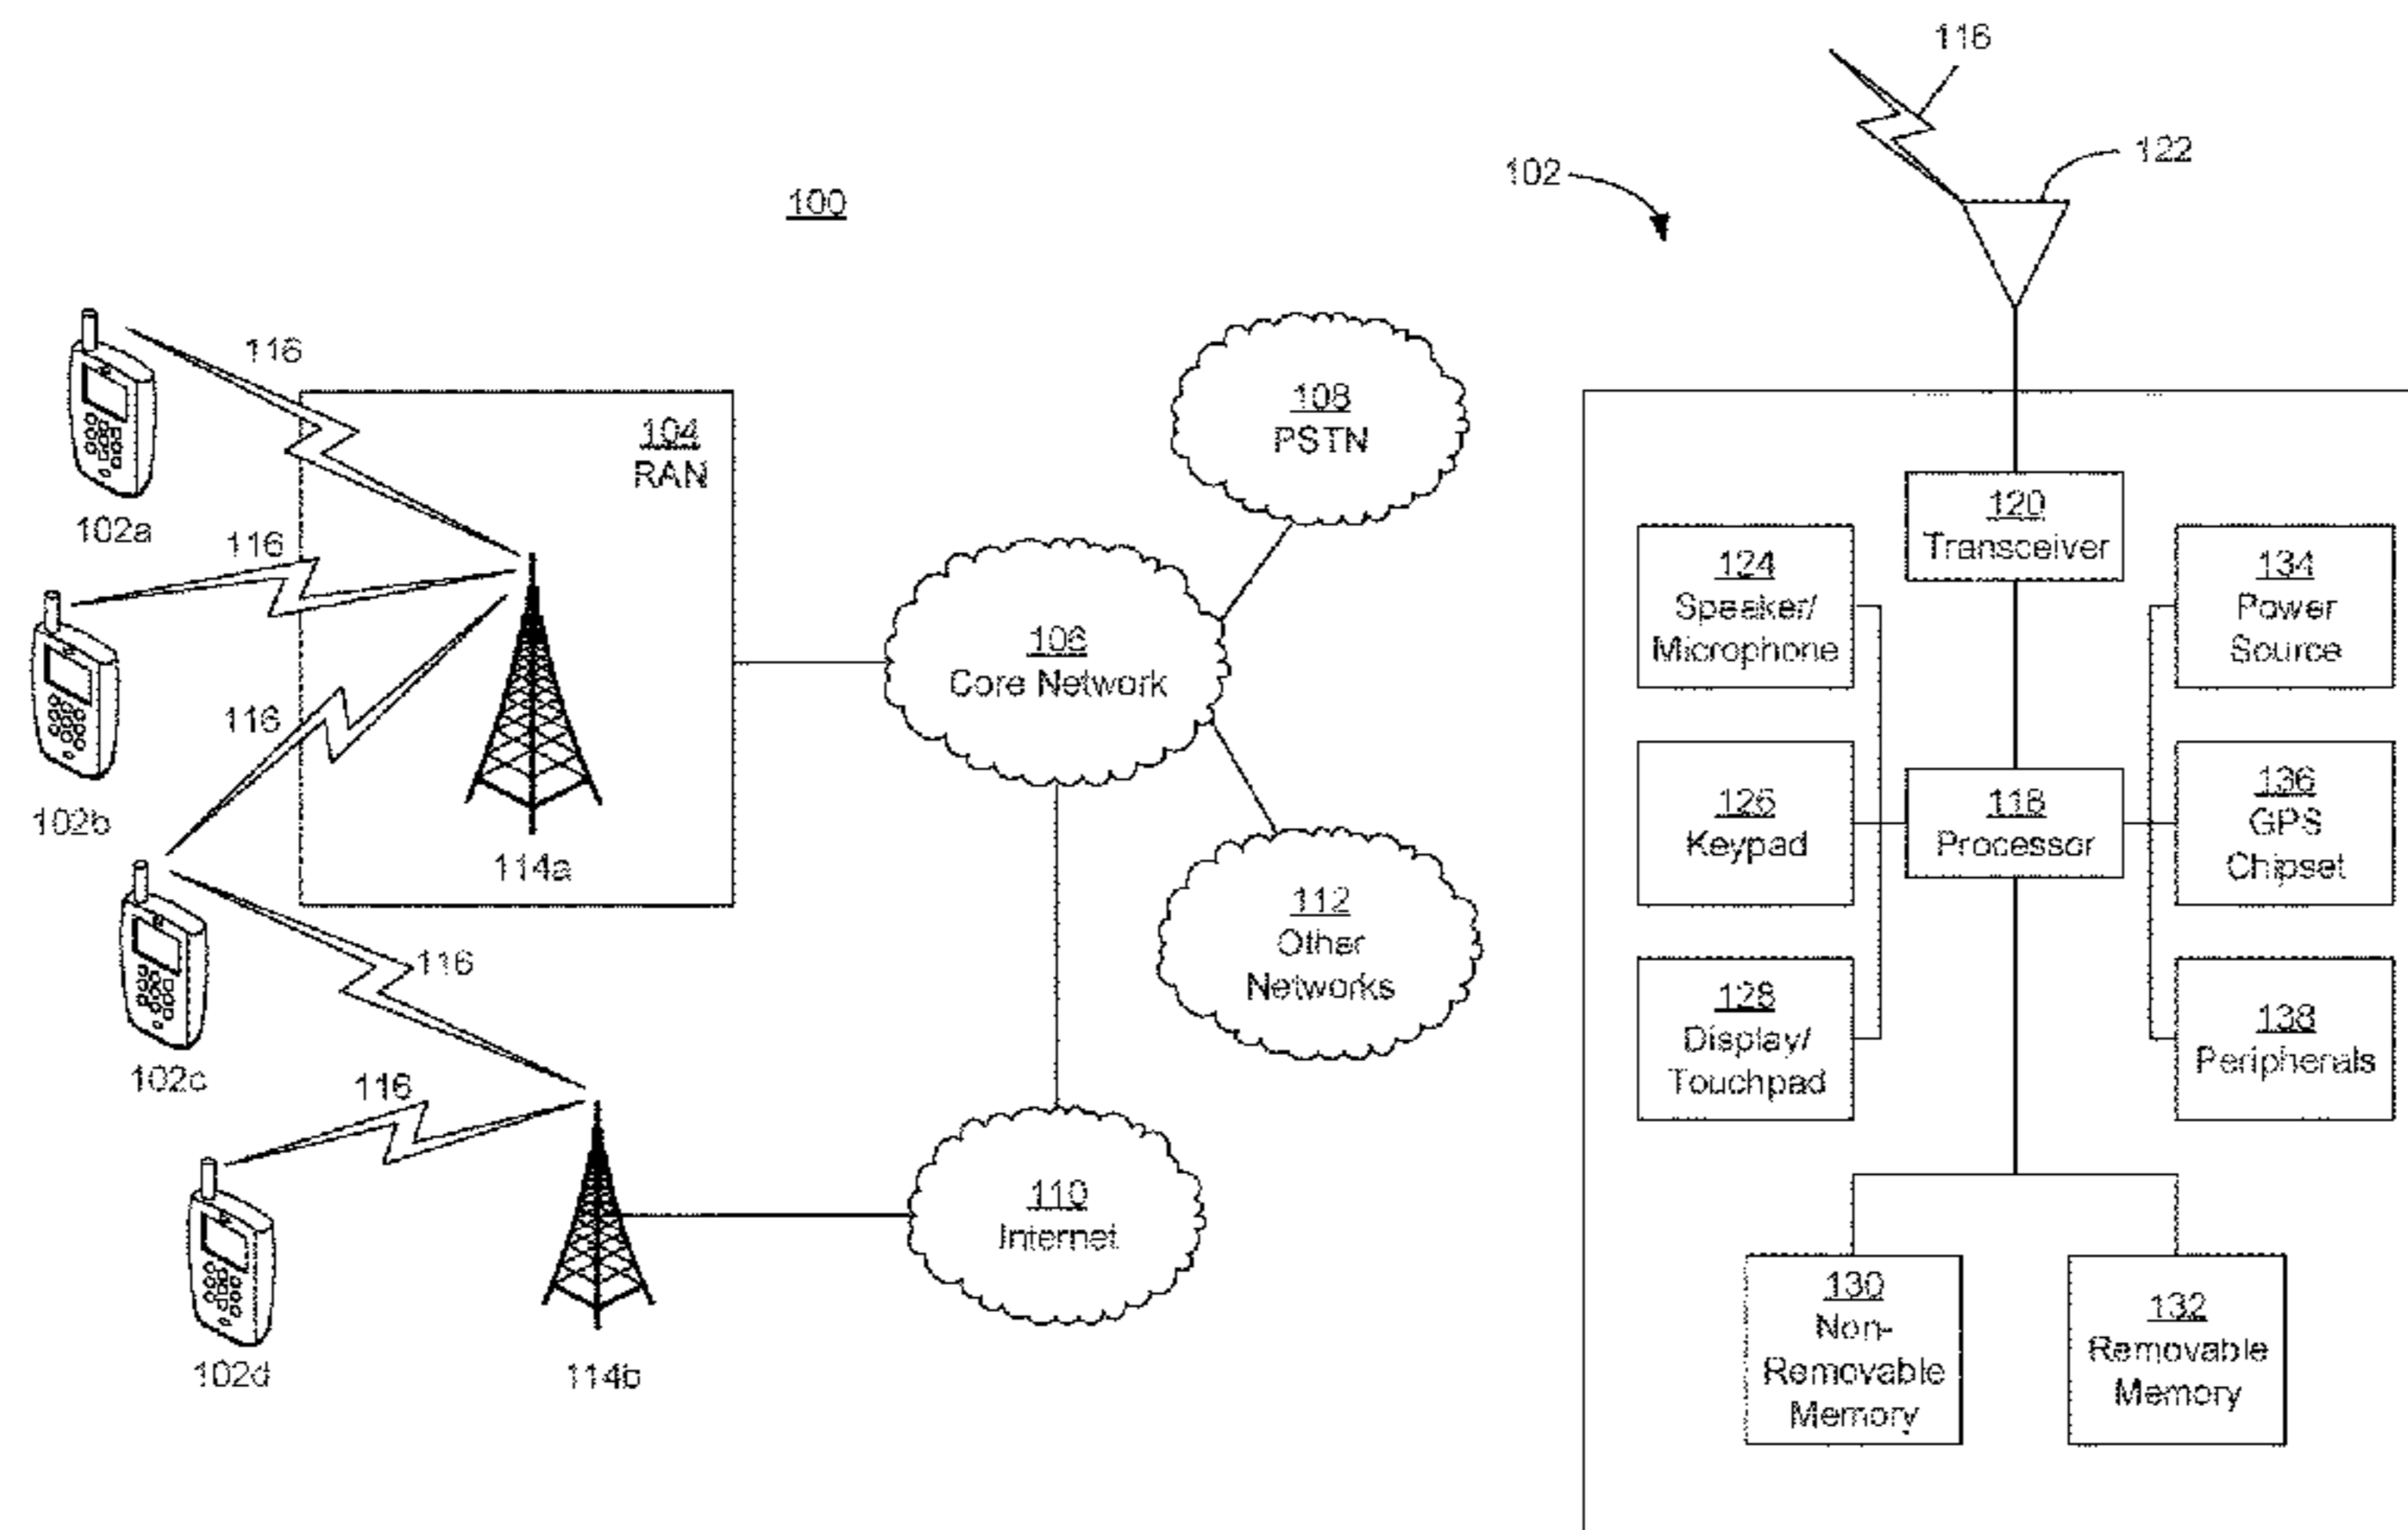 100
116
104
RAN
102a
116
102b
116
114a
102c
116
116
102d
114b
108
PSTN
106
Core Network
112
Other
Networks
110
Internet
102
116
122
120
Transceiver
124
Speaker/
Microphone
134
Power
Source
126
Keypad
118
Processor
136
GPS
Chipset
128
Display/
Touchpad
138
Peripherals
130
Non-
Removable
Memory
132
Removable
Memory